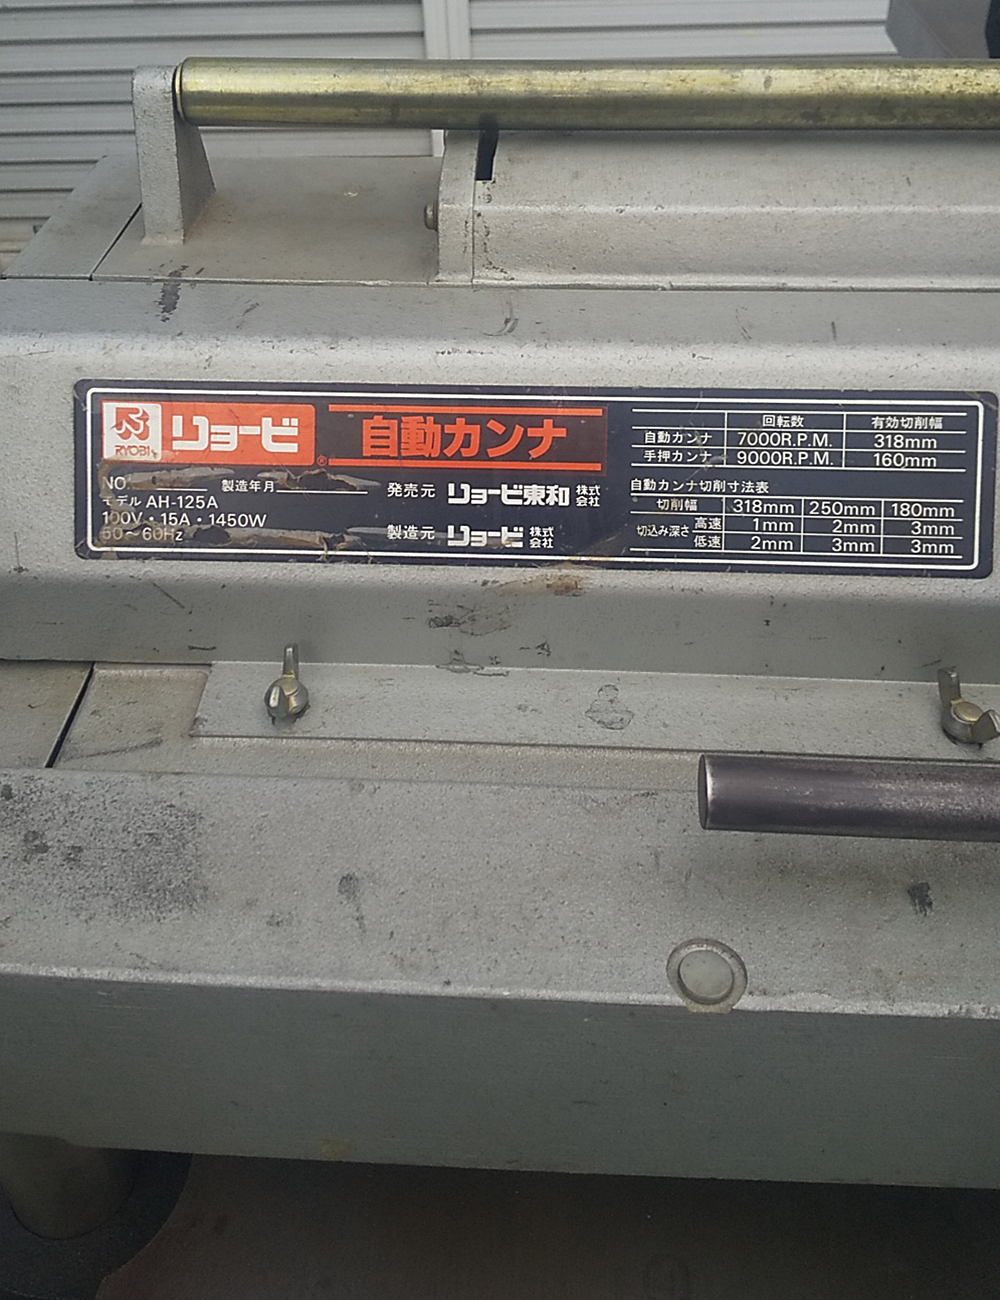 RYOBI
リョービ®
自動カンナ
NO.
製造年月
モデル AH-125A
100V・15A・1450W
50～60Hz
発売元 リョービ東和 株式会社
製造元 リョービ 株式会社
回転数 有効切削幅
自動カンナ 7000R.P.M. 318mm
手押カンナ 9000R.P.M. 160mm
自動カンナ切削寸法表
切削幅 318mm 250mm 180mm
切込み深さ 高速 1mm 2mm 3mm
低速 2mm 3mm 3mm